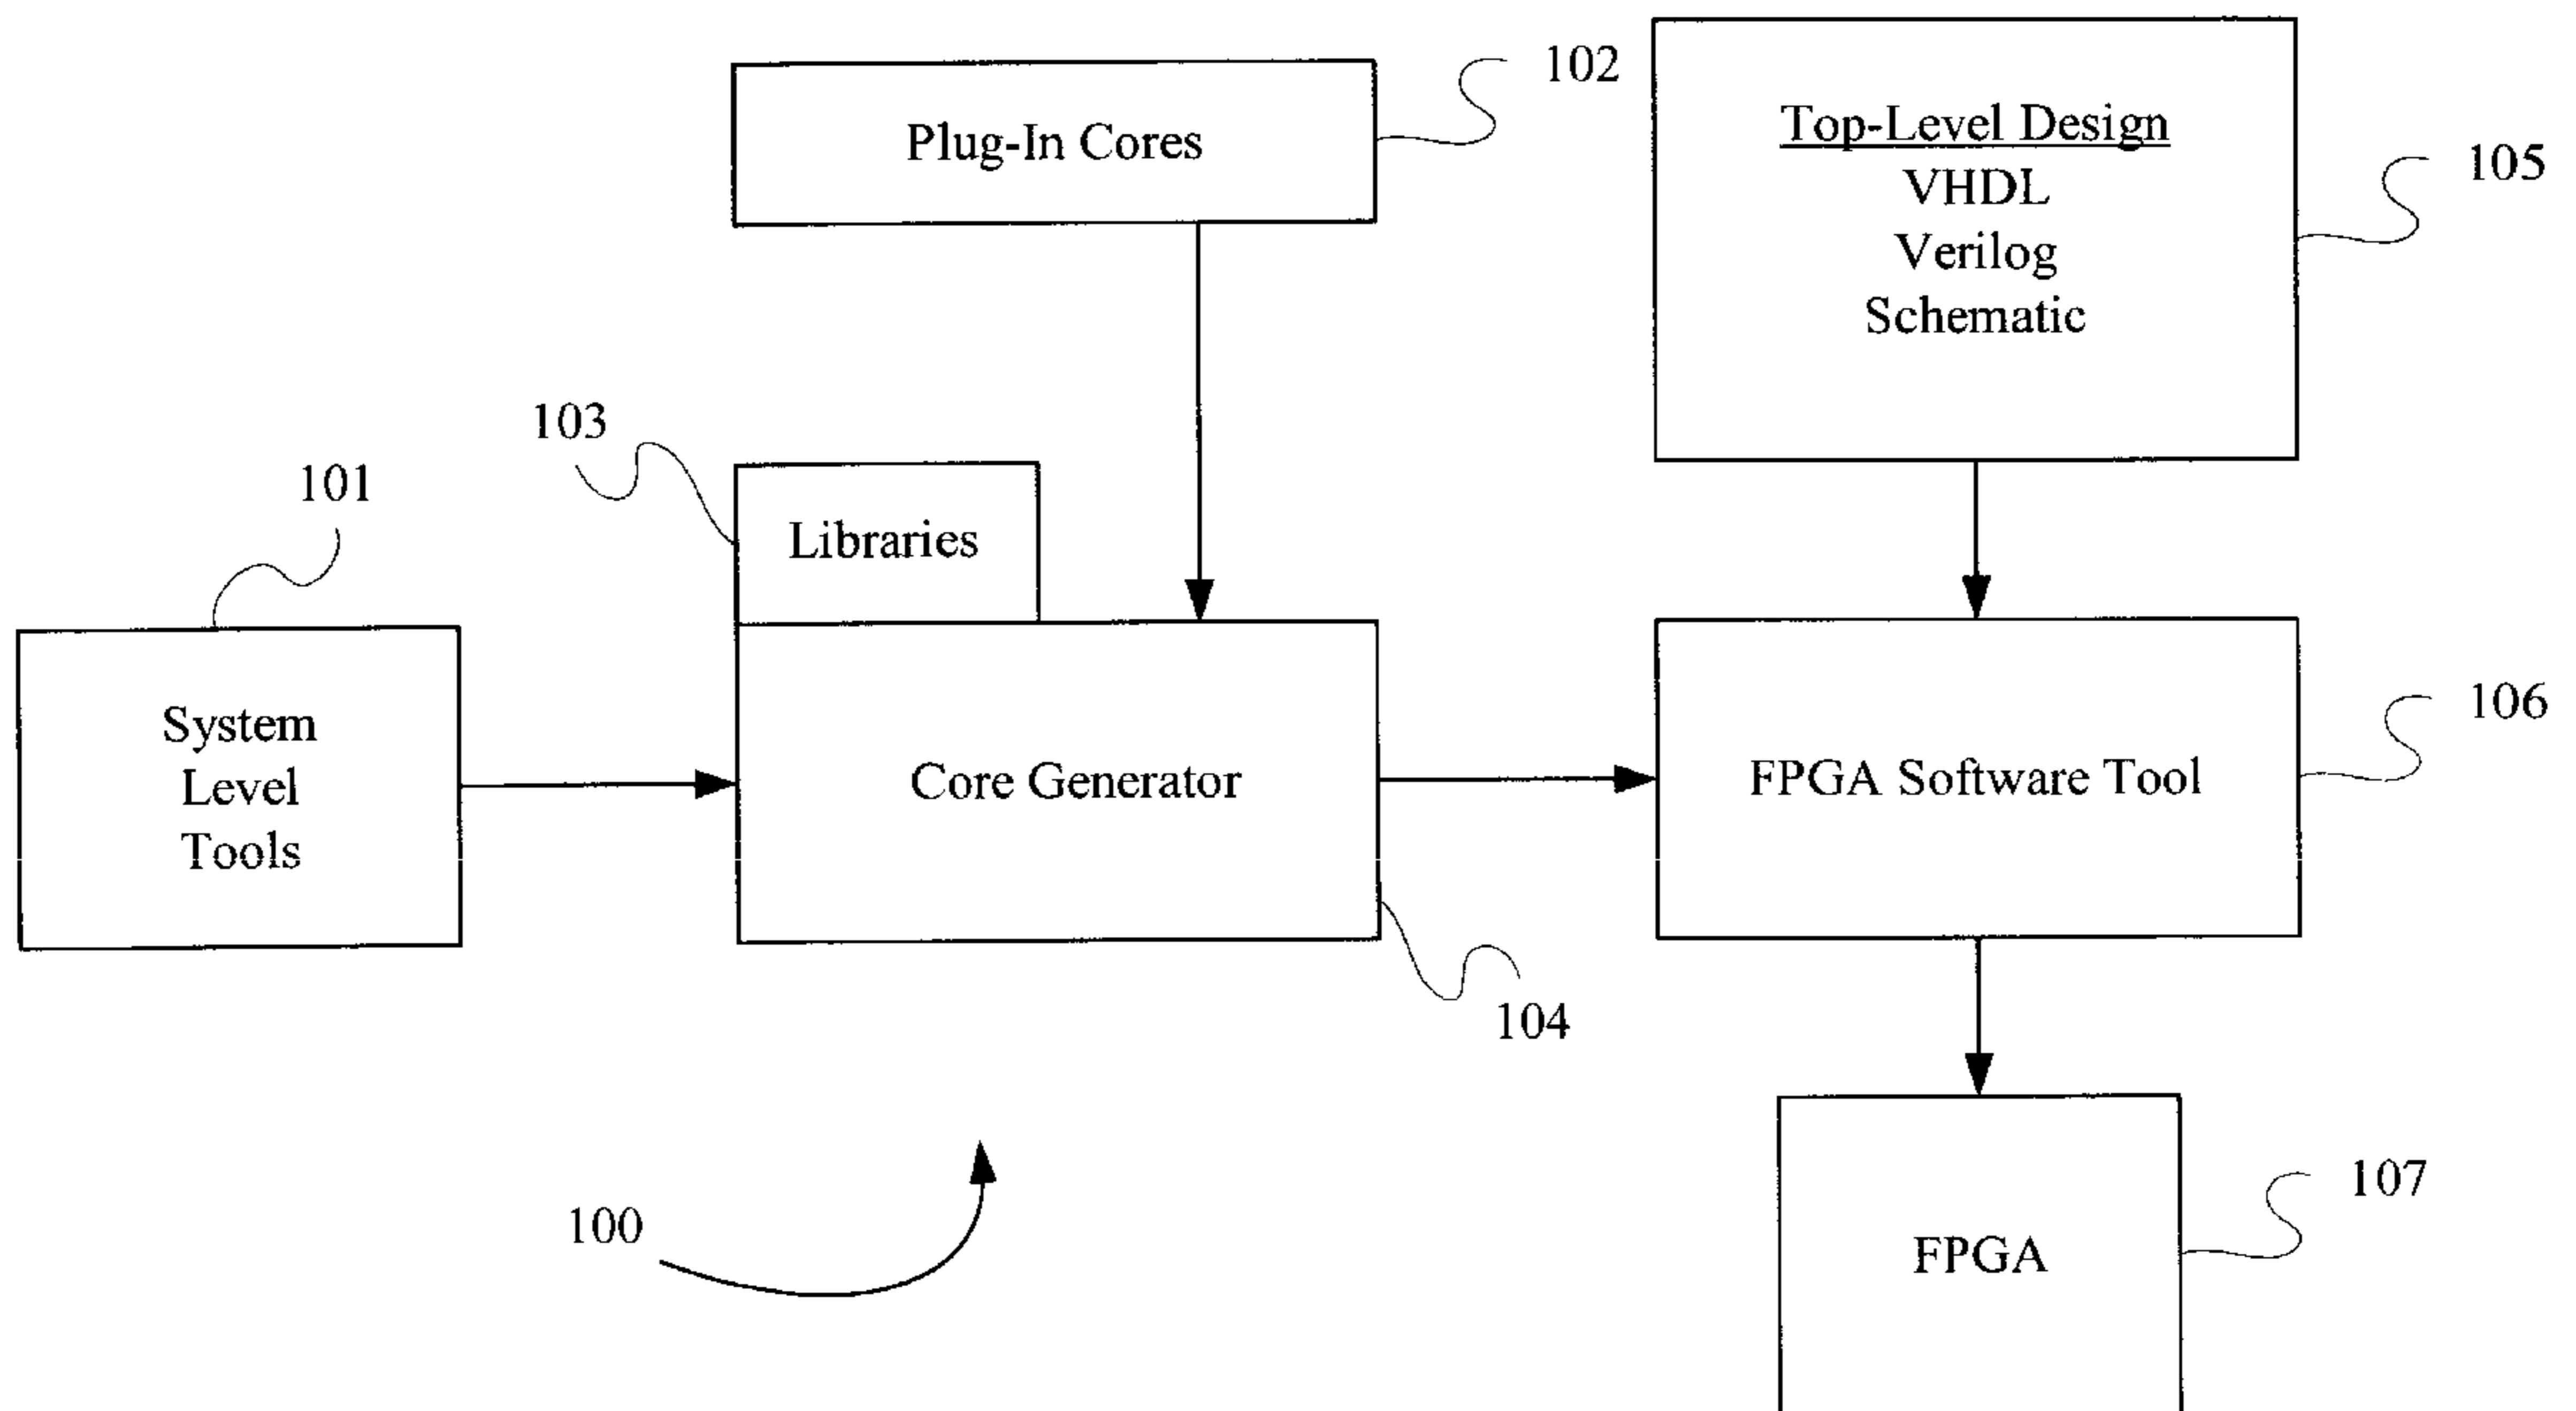 102
Plug-In Cores
Top-Level Design
VHDL
Verilog
Schematic
105
103
Libraries
101
System
Level
Tools
Core Generator
104
FPGA Software Tool
106
100
FPGA
107